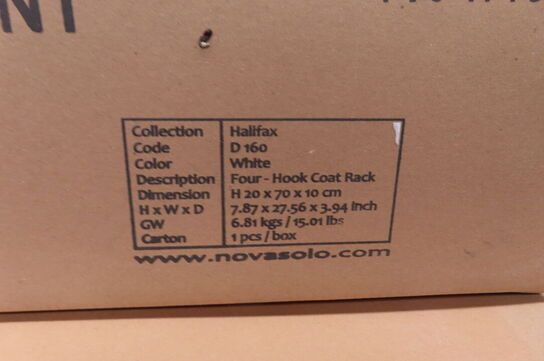 Collection Halifax
Code D 160
Color White
Description Four - Hook Coat Rack
Dimension H 20 x 70 x 10 cm
H x W x D 7.87 x 27.56 x 3.94 inch
GW 6.81 kgs / 15.01 lbs
Carton 1 pcs / box
www.novasolo.com